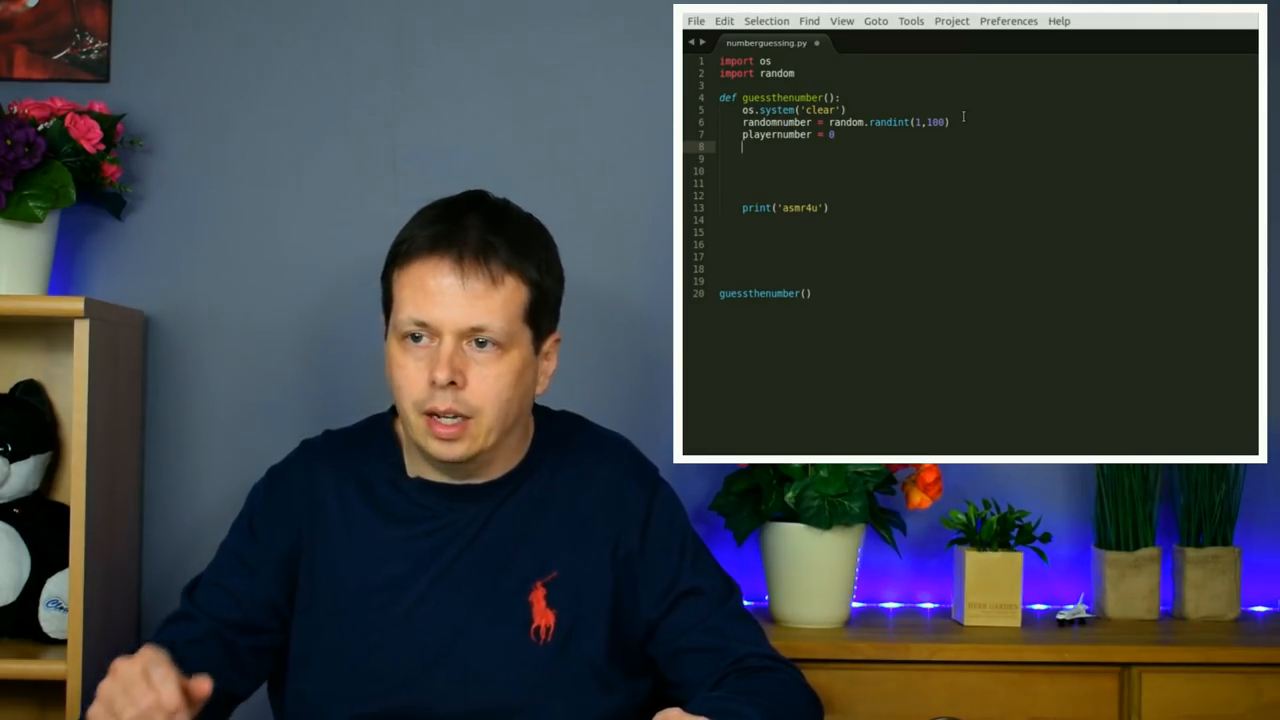 File Edit Selection Find View Goto Tools Project Preferences Help
numberguessing.py
1 import os
2 import random
3
4 def guessthenumber():
5 os.system('clear')
6 randomnumber = random.randint(1,100)
7 playernumber = 0
8
9
10
11
12
13 print('asmr4u')
14
15
16
17
18
19
20 guessthenumber()
HERB GARDEN